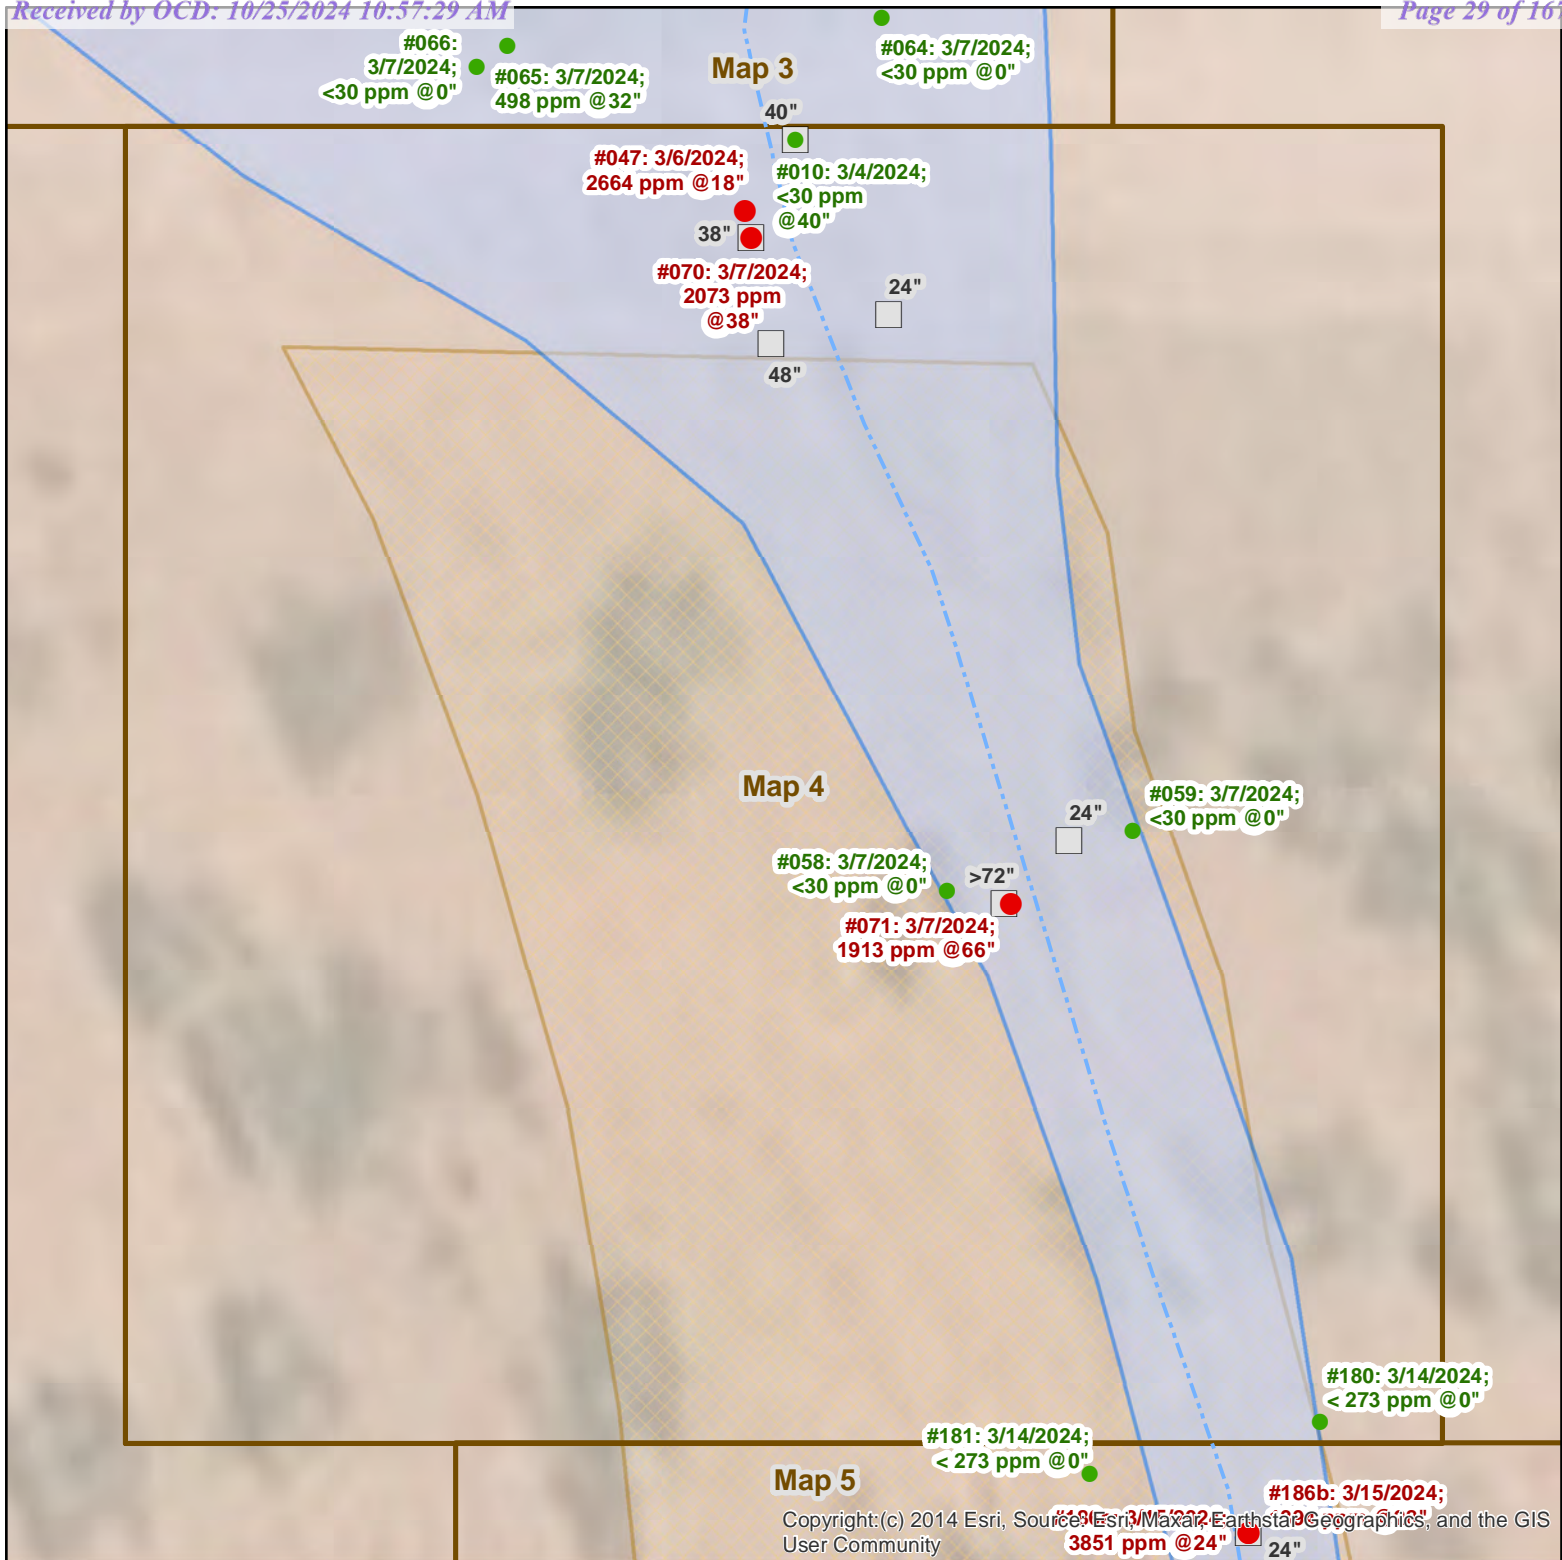 Received by OCD: 10/25/2024 10:57:29 AM
Page 29 of 167
#066:
3/7/2024;
<30 ppm @0"
#065: 3/7/2024;
498 ppm @32"
Map 3
#064: 3/7/2024;
<30 ppm @0"
40"
#047: 3/6/2024;
2664 ppm @18"
#010: 3/4/2024;
<30 ppm
@40"
38"
#070: 3/7/2024;
2073 ppm
@38"
24"
48"
Map 4
24"
#059: 3/7/2024;
<30 ppm @0"
#058: 3/7/2024;
<30 ppm @0"
>72"
#071: 3/7/2024;
1913 ppm @66"
#180: 3/14/2024;
< 273 ppm @0"
#181: 3/14/2024;
< 273 ppm @0"
Map 5
#186b: 3/15/2024;
3851 ppm @24"
24"
Copyright:(c) 2014 Esri, Source: Esri, Maxar, Earthstar Geographics, and the GIS
User Community